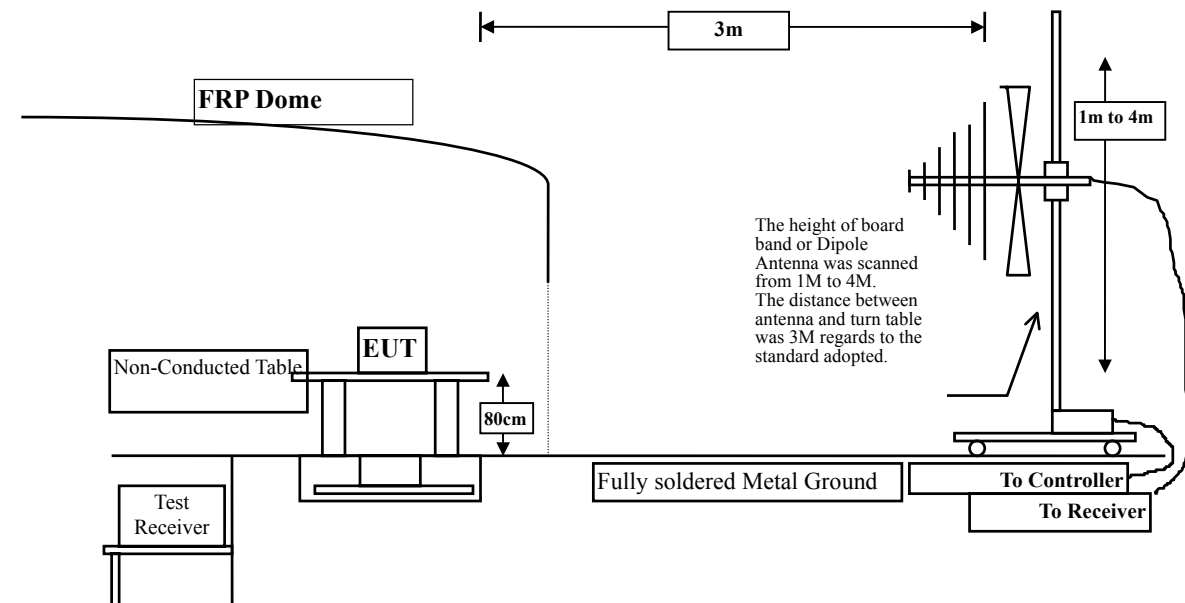 3m
FRP Dome
1m to 4m
The height of board
band or Dipole
Antenna was scanned
from 1M to 4M.
The distance between
antenna and turn table
was 3M regards to the
standard adopted.
EUT
Non-Conducted Table
80cm
Fully soldered Metal Ground
To Controller
To Receiver
Test
Receiver